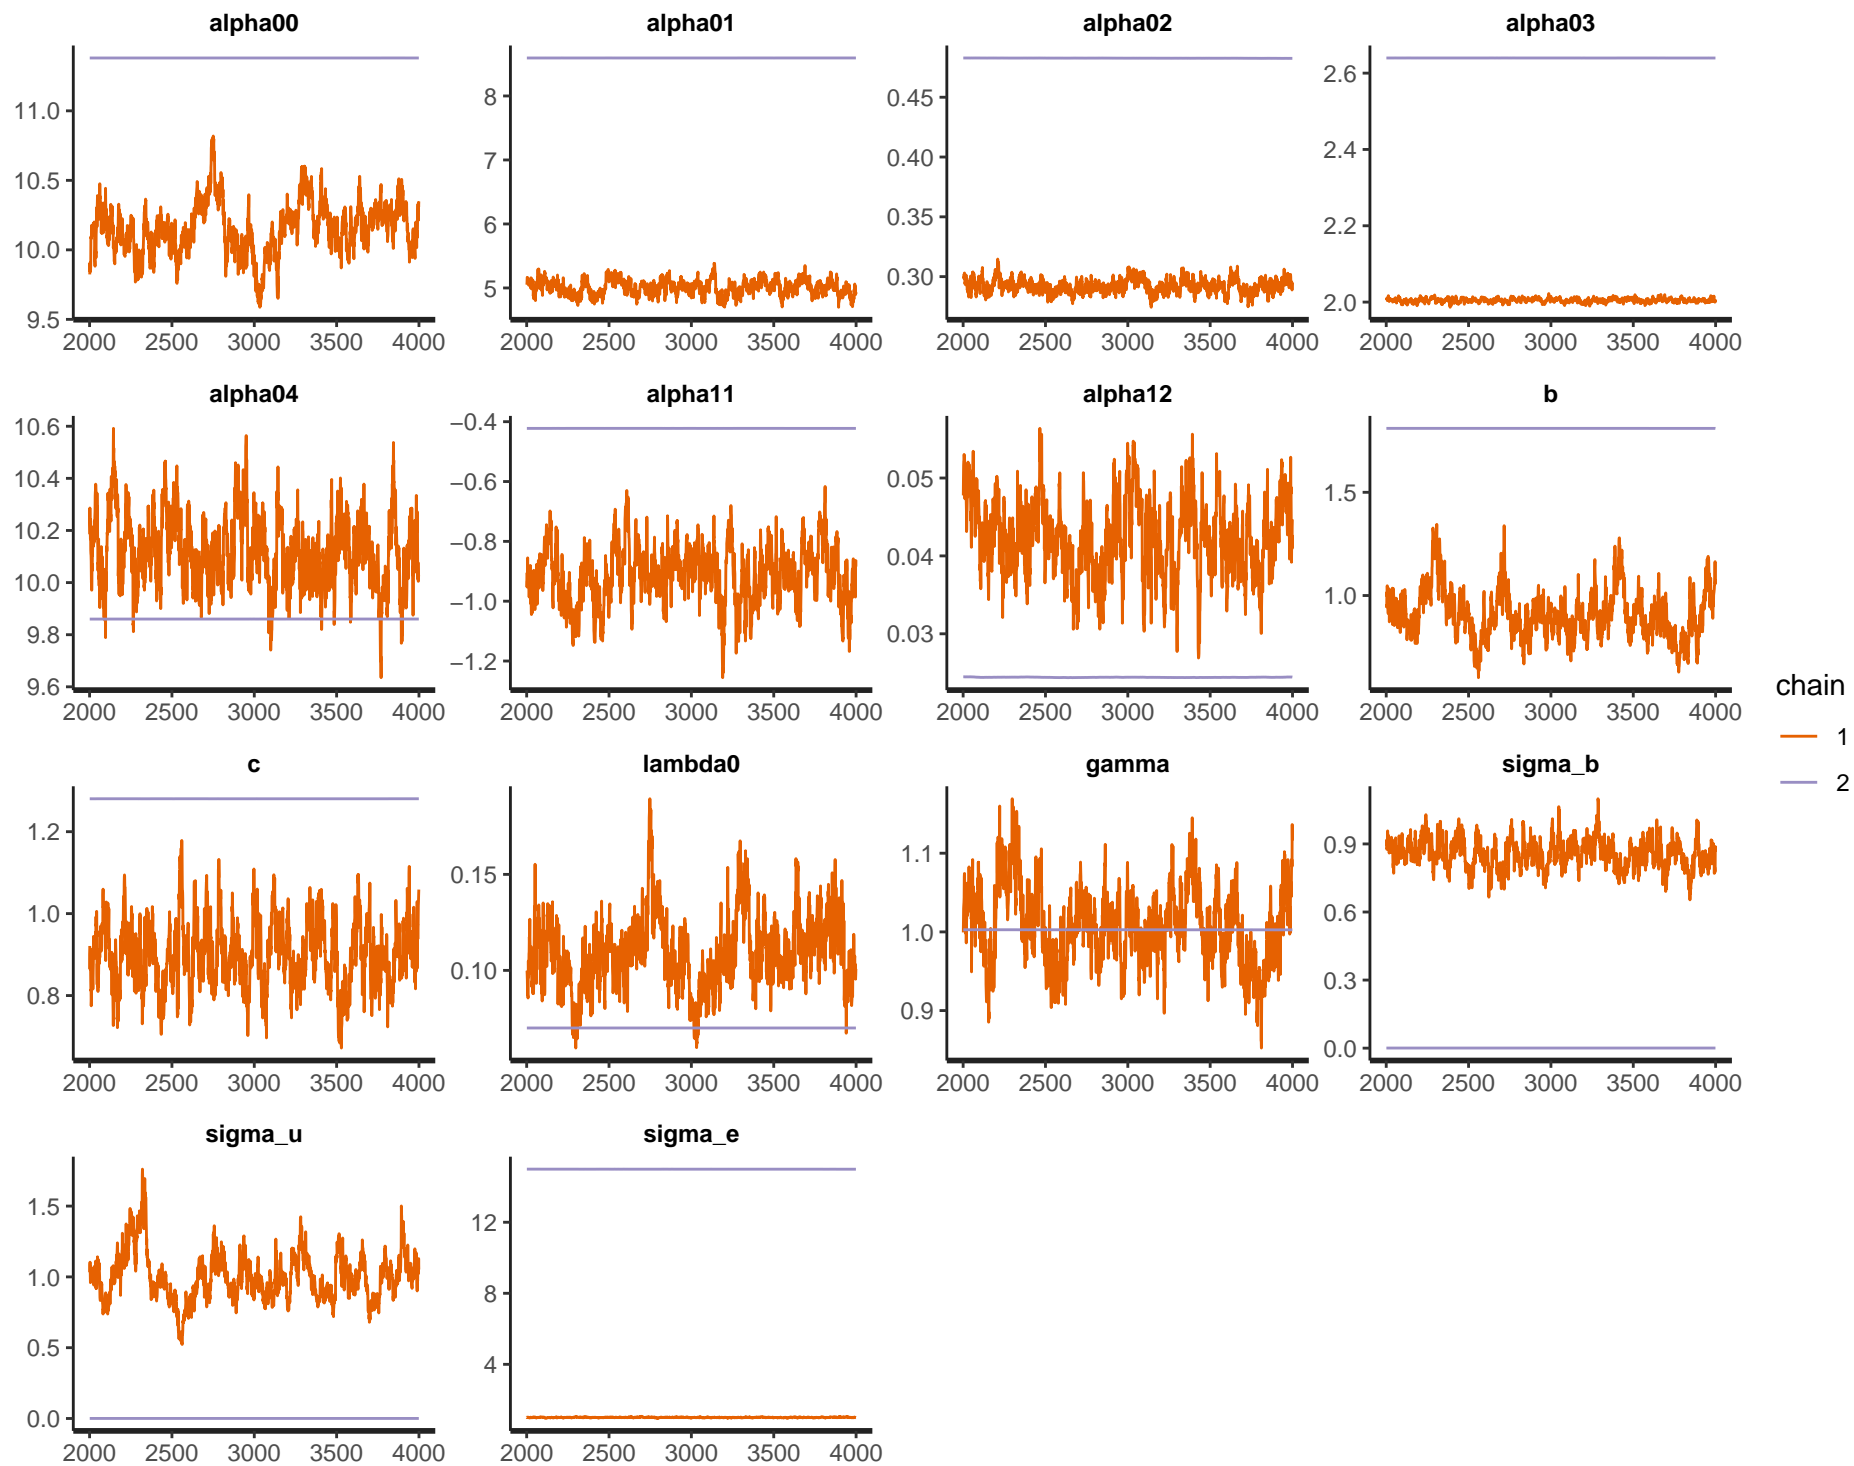 alpha00 alpha01 alpha02 alpha03
11.0
10.5
10.0
9.5
2000 2500 3000 3500 4000
8
7
6
5
2000 2500 3000 3500 4000
0.45
0.40
0.35
0.30
2000 2500 3000 3500 4000
2.6
2.4
2.2
2.0
2000 2500 3000 3500 4000
alpha04 alpha11 alpha12 b
10.6
10.4
10.2
10.0
9.8
9.6
2000 2500 3000 3500 4000
−0.4
−0.6
−0.8
−1.0
−1.2
2000 2500 3000 3500 4000
0.05
0.04
0.03
2000 2500 3000 3500 4000
1.5
1.0
2000 2500 3000 3500 4000
c lambda0 gamma sigma_b
1.2
1.0
0.8
2000 2500 3000 3500 4000
0.15
0.10
2000 2500 3000 3500 4000
1.1
1.0
0.9
2000 2500 3000 3500 4000
0.9
0.6
0.3
0.0
2000 2500 3000 3500 4000
sigma_u sigma_e
1.5
1.0
0.5
0.0
2000 2500 3000 3500 4000
12
8
4
2000 2500 3000 3500 4000
chain
1
2